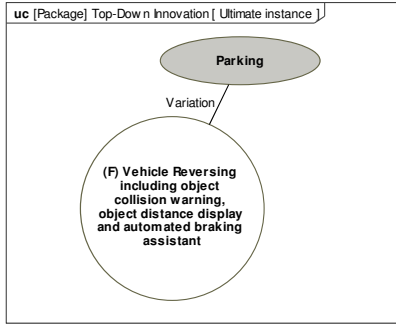 uc [Package] Top-Down Innovation [ Ultimate instance ]
Parking
Variation
(F) Vehicle Reversing
including object
collision warning,
object distance display
and automated braking
assistant